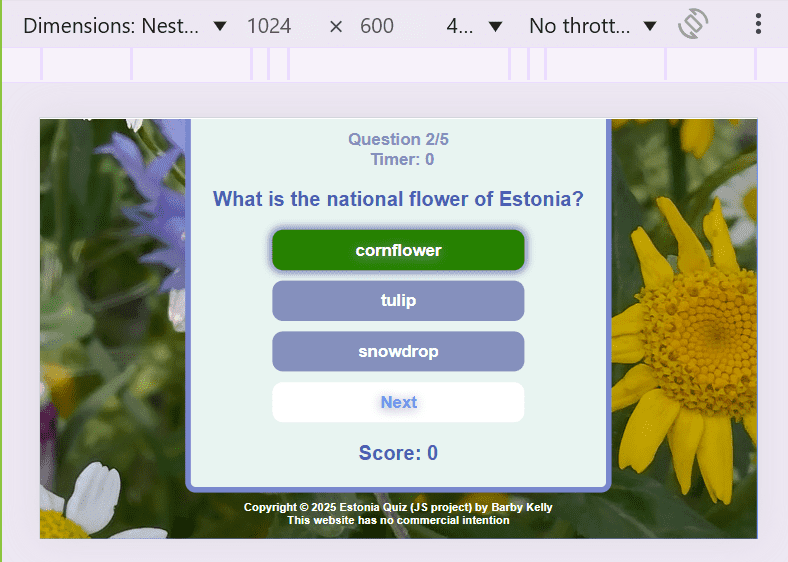 Dimensions: Nest... 1024 × 600 4... No thrott...
Question 2/5
Timer: 0
What is the national flower of Estonia?
cornflower
tulip
snowdrop
Next
Score: 0
Copyright © 2025 Estonia Quiz (JS project) by Barby Kelly
This website has no commercial intention